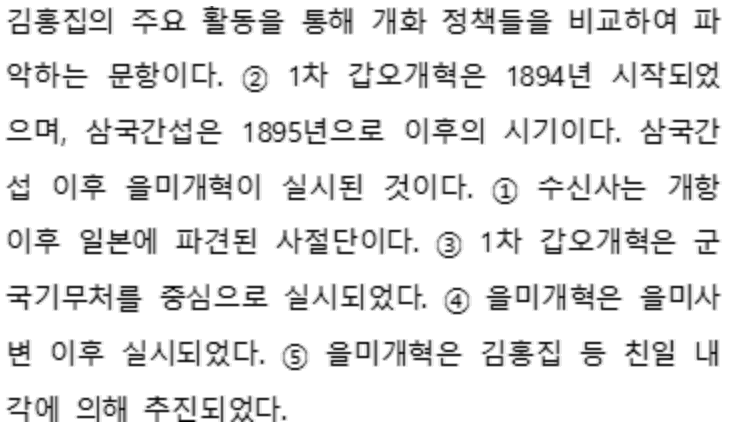 김홍집의 주요 활동을 통해 개화 정책들을 비교하여 파
악하는 문항이다. ② 1차 갑오개혁은 1894년 시작되었
으며, 삼국간섭은 1895년으로 이후의 시기이다. 삼국간
섭 이후 을미개혁이 실시된 것이다. ① 수신사는 개항
이후 일본에 파견된 사절단이다. ③ 1차 갑오개혁은 군
국기무처를 중심으로 실시되었다. ④ 을미개혁은 을미사
변 이후 실시되었다. ⑤ 을미개혁은 김홍집 등 친일 내
각에 의해 추진되었다.